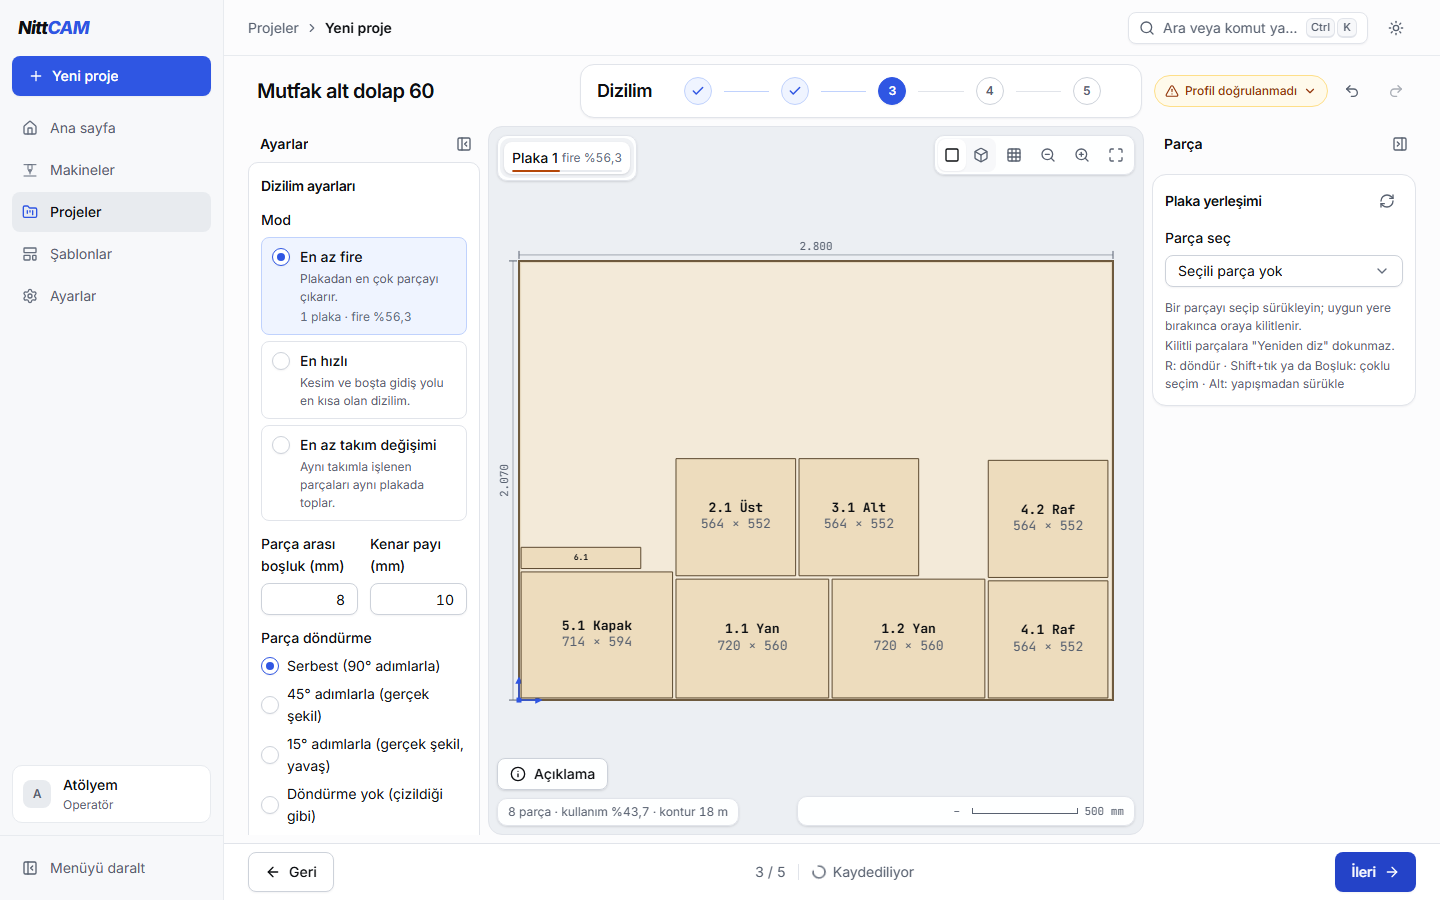 NittCAM
Yeni proje
Ana sayfa
Makineler
Projeler
Şablonlar
Ayarlar
A
Atölyem
Operatör
Menüyü daralt
Projeler > Yeni proje
Ara veya komut ya... Ctrl K
Mutfak alt dolap 60
Dizilim
3
4
5
Profil doğrulanmadı
Ayarlar
Dizilim ayarları
Mod
En az fire
Plakadan en çok parçayı
çıkarır.
1 plaka · fire %56,3
En hızlı
Kesim ve boşta gidiş yolu
en kısa olan dizilim.
En az takım değişimi
Aynı takımla işlenen
parçaları aynı plakada
toplar.
Parça arası
boşluk (mm)
Kenar payı
(mm)
8
10
Parça döndürme
Serbest (90° adımlarla)
45° adımlarla (gerçek
şekil)
15° adımlarla (gerçek şekil,
yavaş)
Döndürme yok (çizildiği
gibi)
Plaka 1 fire %56,3
2.800
2.070
2.1 Üst
564 × 552
3.1 Alt
564 × 552
4.2 Raf
564 × 552
6.1
5.1 Kapak
714 × 594
1.1 Yan
720 × 560
1.2 Yan
720 × 560
4.1 Raf
564 × 552
Açıklama
8 parça · kullanım %43,7 · kontur 18 m
– 500 mm
Parça
Plaka yerleşimi
Parça seç
Seçili parça yok
Bir parçayı seçip sürükleyin; uygun yere
bırakınca oraya kilitlenir.
Kilitli parçalara "Yeniden diz" dokunmaz.
R: döndür · Shift+tık ya da Boşluk: çoklu
seçim · Alt: yapışmadan sürükle
Geri
3 / 5
Kaydediliyor
İleri